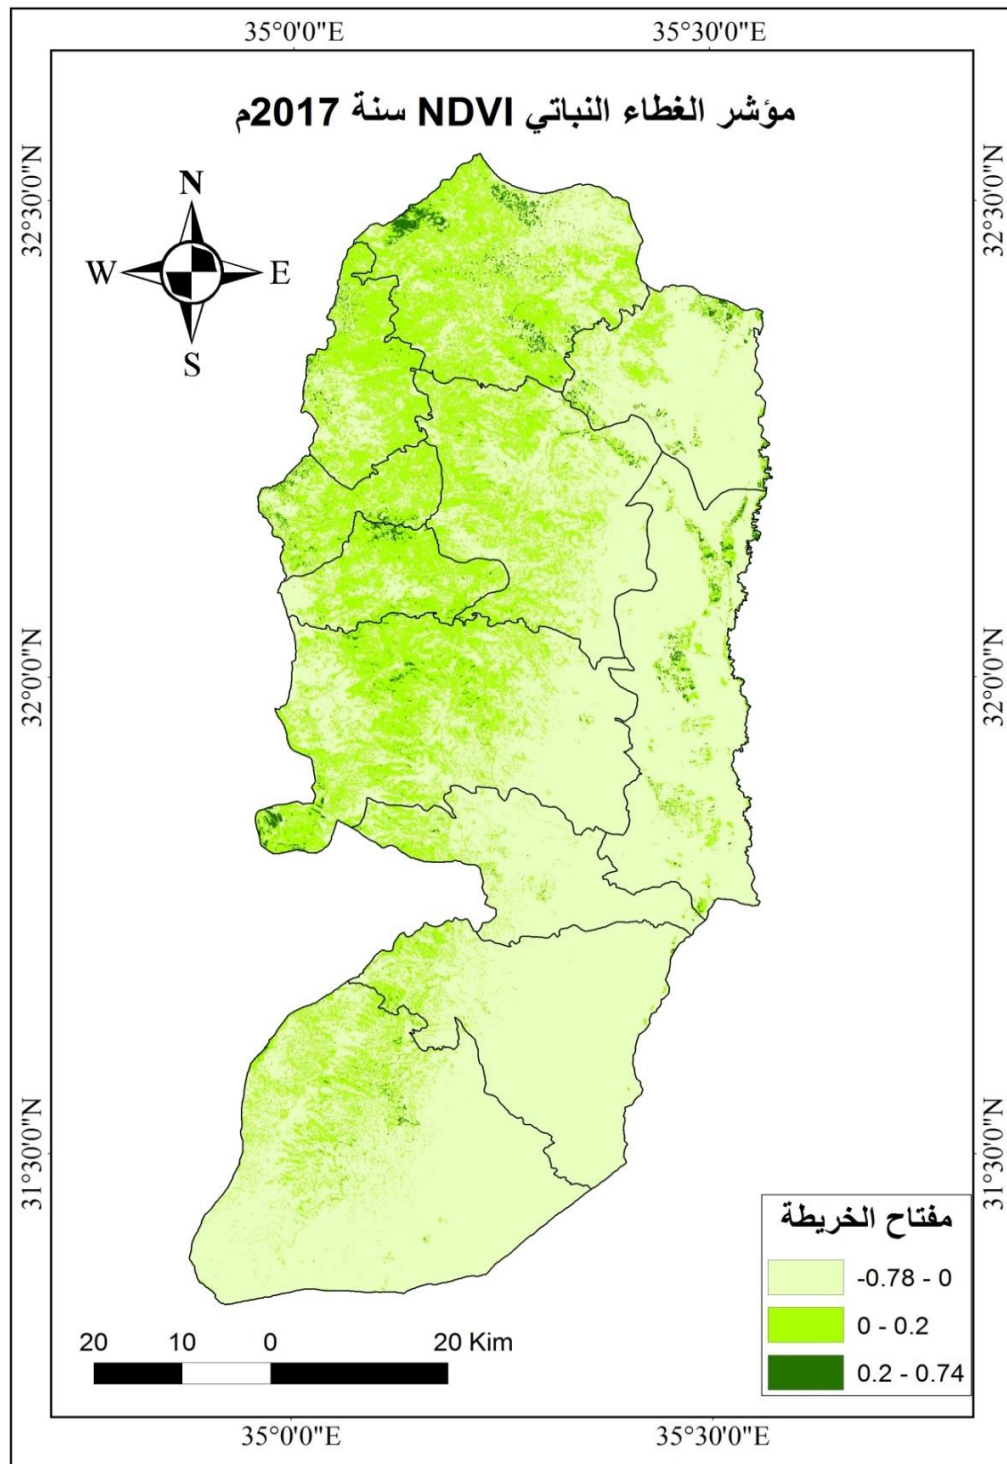 35°0'0"E 35°30'0"E
مؤشر الغطاء النباتي NDVI سنة 2017م
32°30'0"N 32°30'0"N
N
W E
S
32°0'0"N 32°0'0"N
31°30'0"N 31°30'0"N
مفتاح الخريطة
-0.78 - 0
0 - 0.2
0.2 - 0.74
20 10 0 20 Kim
35°0'0"E 35°30'0"E